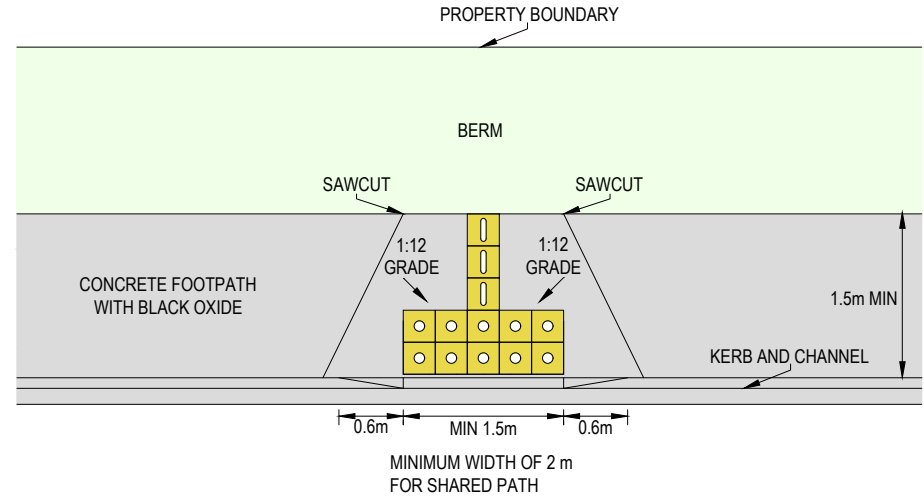 PROPERTY BOUNDARY
BERM
SAWCUT
SAWCUT
1:12
GRADE
1:12
GRADE
CONCRETE FOOTPATH
WITH BLACK OXIDE
1.5m MIN
KERB AND CHANNEL
0.6m
MIN 1.5m
0.6m
MINIMUM WIDTH OF 2 m
FOR SHARED PATH